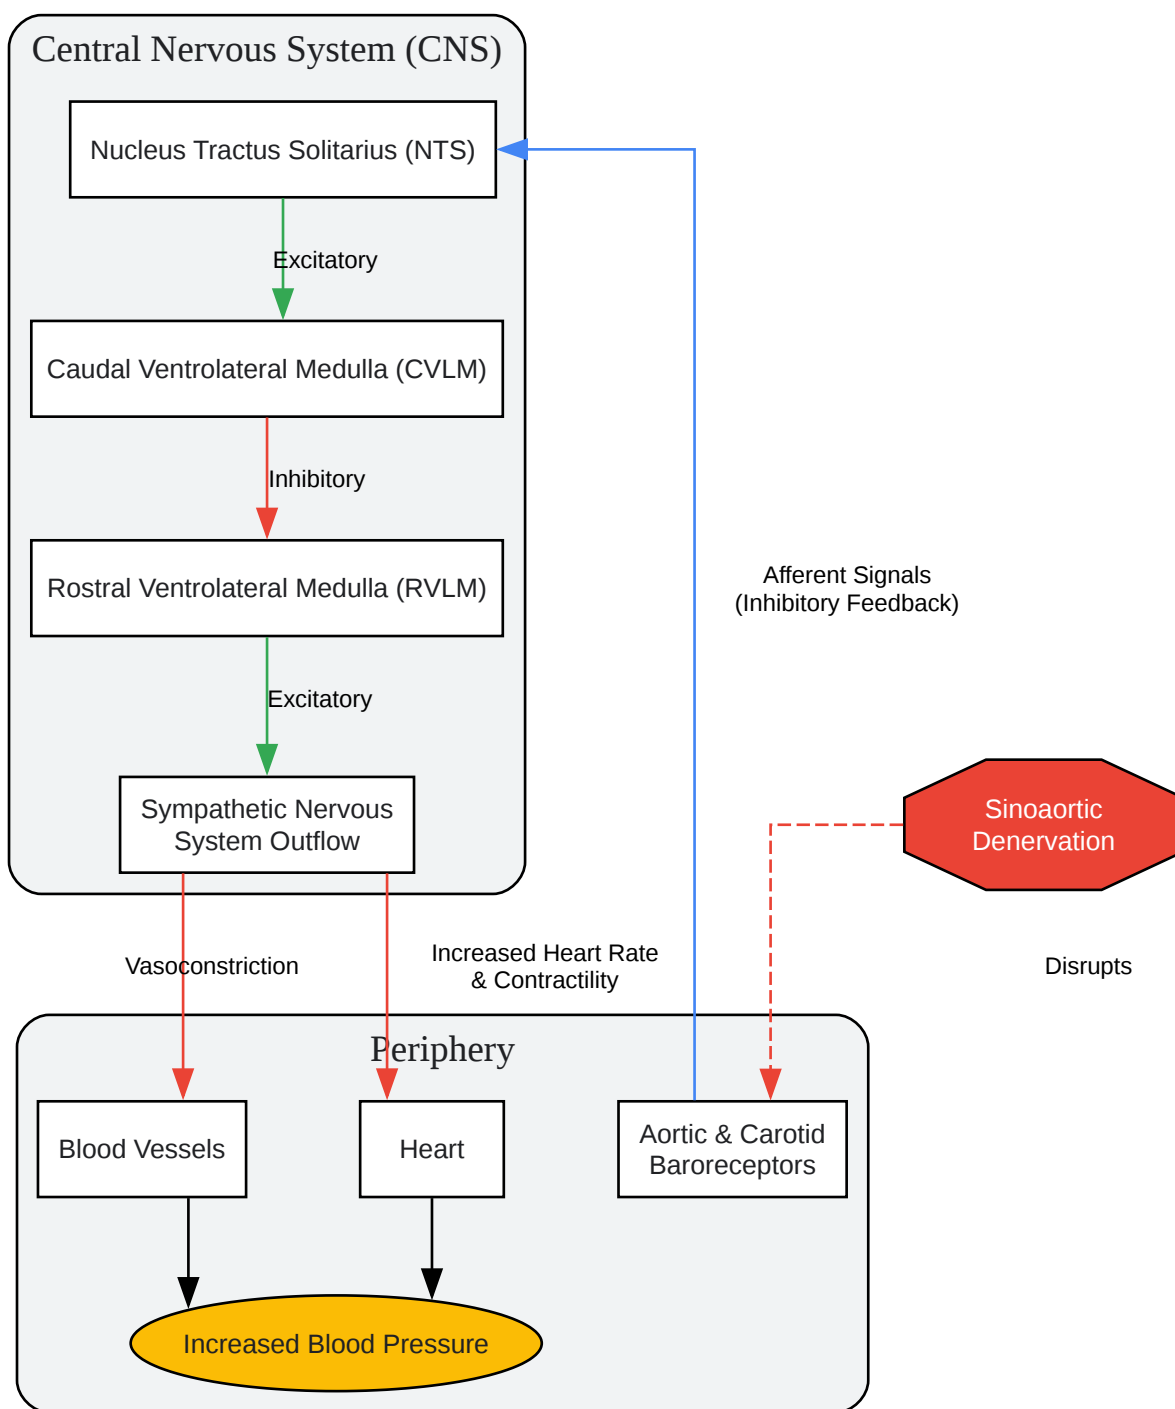 Central Nervous System (CNS)
Nucleus Tractus Solitarius (NTS)
Excitatory
Caudal Ventrolateral Medulla (CVLM)
Inhibitory
Rostral Ventrolateral Medulla (RVLM)
Afferent Signals
(Inhibitory Feedback)
Excitatory
Sympathetic Nervous
System Outflow
Sinoaortic
Denervation
Vasoconstriction
Increased Heart Rate
& Contractility
Disrupts
Periphery
Blood Vessels
Heart
Aortic & Carotid
Baroreceptors
Increased Blood Pressure